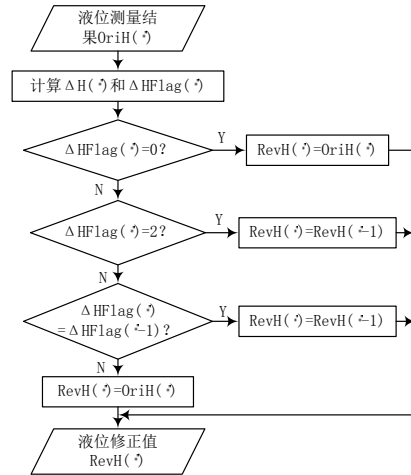 液位测量结
果OriH(·)
计算ΔH(·)和ΔHFlag(·)
ΔHFlag(·)=0?
Y
RevH(·)=OriH(·)
N
ΔHFlag(·)=2?
Y
RevH(·)=RevH(·-1)
N
ΔHFlag(·)
=ΔHFlag(·-1)?
Y
RevH(·)=RevH(·-1)
N
RevH(·)=OriH(·)
液位修正值
RevH(·)